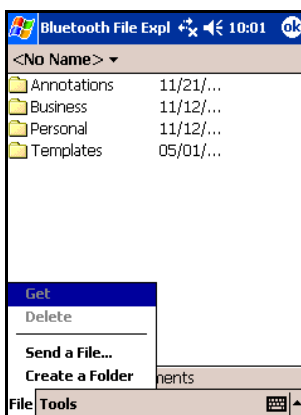 Bluetooth File Expl 10:01 ok
<No Name>
Annotations 11/21/...
Business 11/12/...
Personal 11/12/...
Templates 05/01/...
Get
Delete
Send a File...
Create a Folder
ments
File Tools